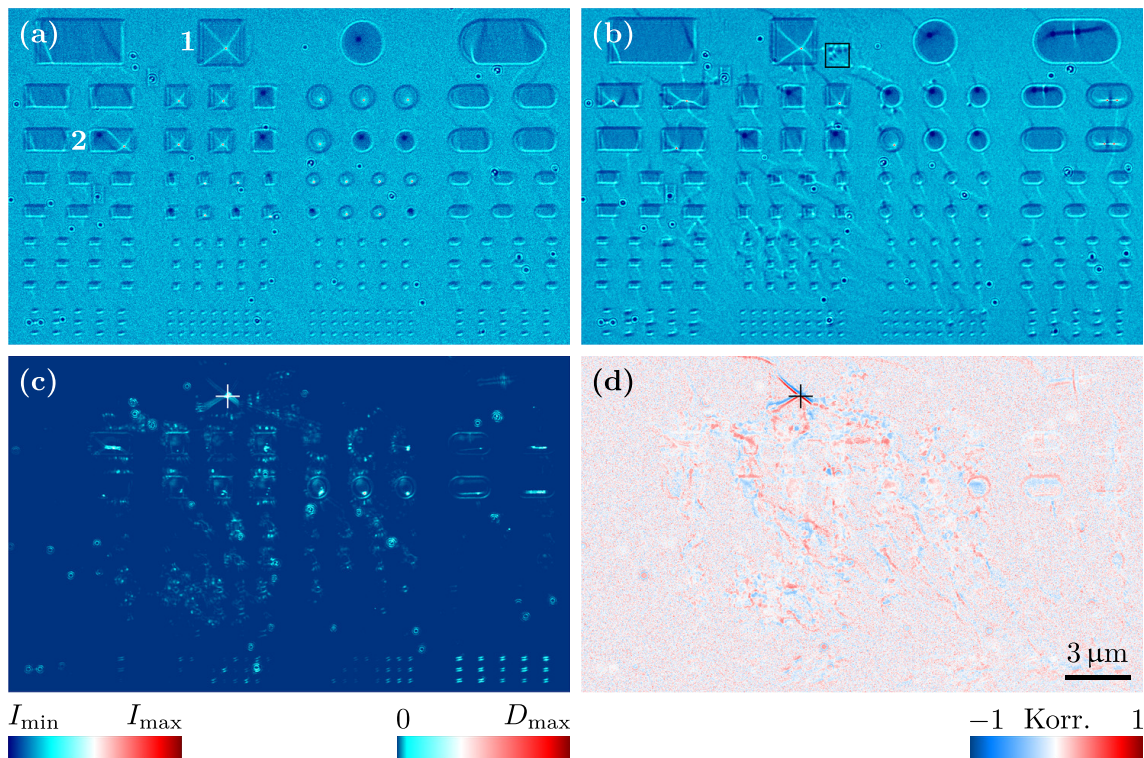 (a)
1
2
(b)
(c)
(d)
3 μm
I_min I_max
0 D_max
−1 Korr. 1